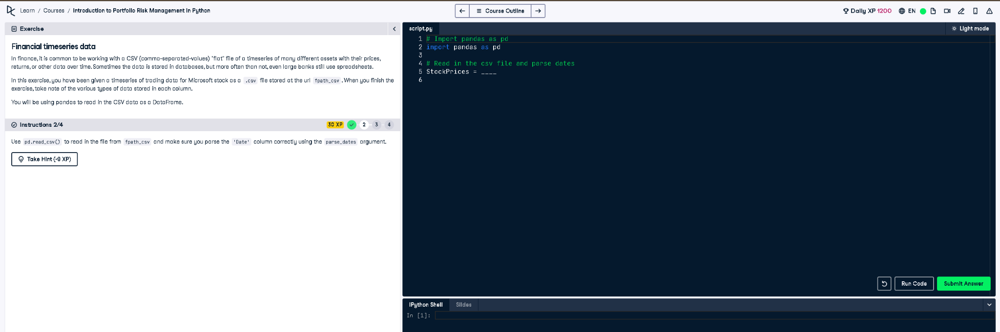 Learn / Courses / Introduction to Portfolio Risk Management in Python
Course Outline
Daily XP 1200
EN
Exercise
Financial timeseries data
In finance, it is common to be working with a CSV (comma-separated-values) "flat" file of a timeseries of many different assets with their prices,
returns, or other data over time. Sometimes the data is stored in databases, but more often than not, even large banks still use spreadsheets.
In this exercise, you have been given a timeseries of trading data for Microsoft stock as a .csv file stored at the url fpath_csv. When you finish the
exercise, take note of the various types of data stored in each column.
You will be using pandas to read in the CSV data as a DataFrame.
Instructions 2/4
30 XP
2
3
4
Use pd.read_csv() to read in the file from fpath_csv and make sure you parse the 'Date' column correctly using the parse_dates argument.
Take Hint (-9 XP)
script.py
Light mode
1 # Import pandas as pd
2 import pandas as pd
3
4 # Read in the csv file and parse dates
5 StockPrices = ____
6
Run Code
Submit Answer
IPython Shell
Slides
In [1]: